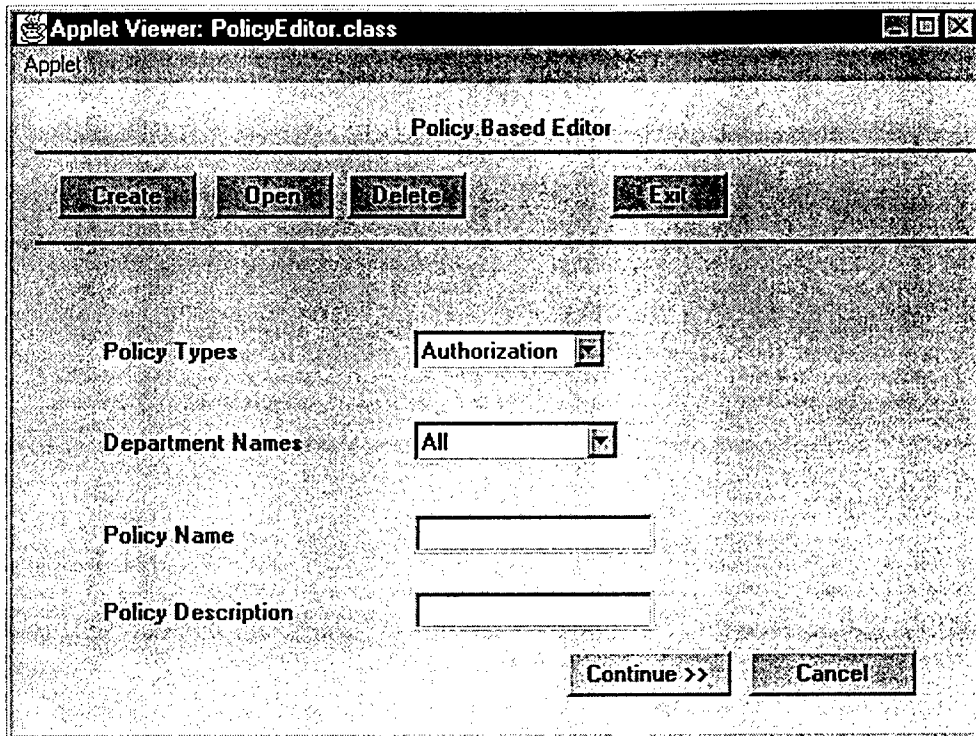 Applet Viewer: PolicyEditor.class
Applet
Policy Based Editor
Create Open Delete Exit
Policy Types Authorization
Department Names All
Policy Name
Policy Description
Continue >> Cancel